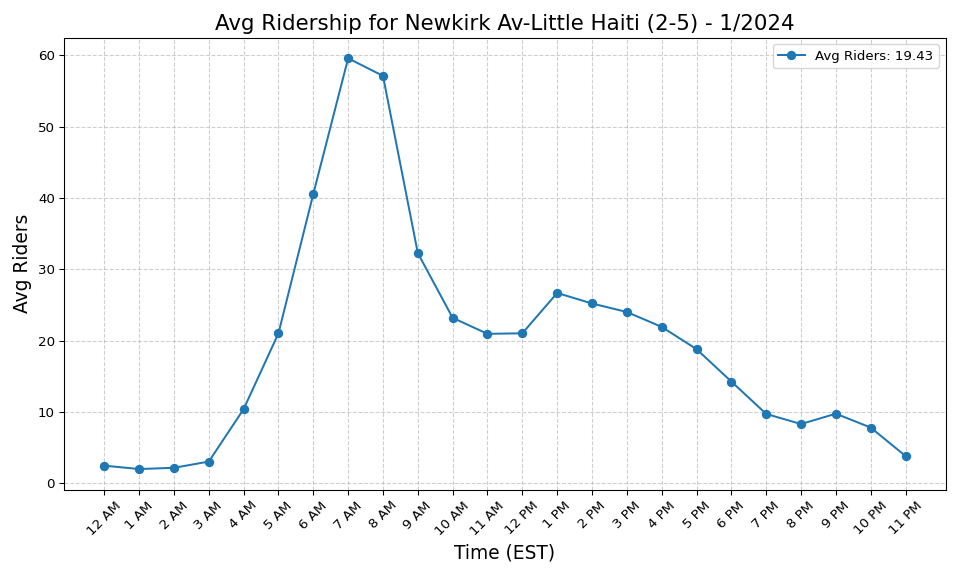 Avg Ridership for Newkirk Av-Little Haiti (2-5) - 1/2024
Avg Riders: 19.43
60
50
40
30
20
10
0
Avg Riders
12 AM
1 AM
2 AM
3 AM
4 AM
5 AM
6 AM
7 AM
8 AM
9 AM
10 AM
11 AM
12 PM
1 PM
2 PM
3 PM
4 PM
5 PM
6 PM
7 PM
8 PM
9 PM
10 PM
11 PM
Time (EST)